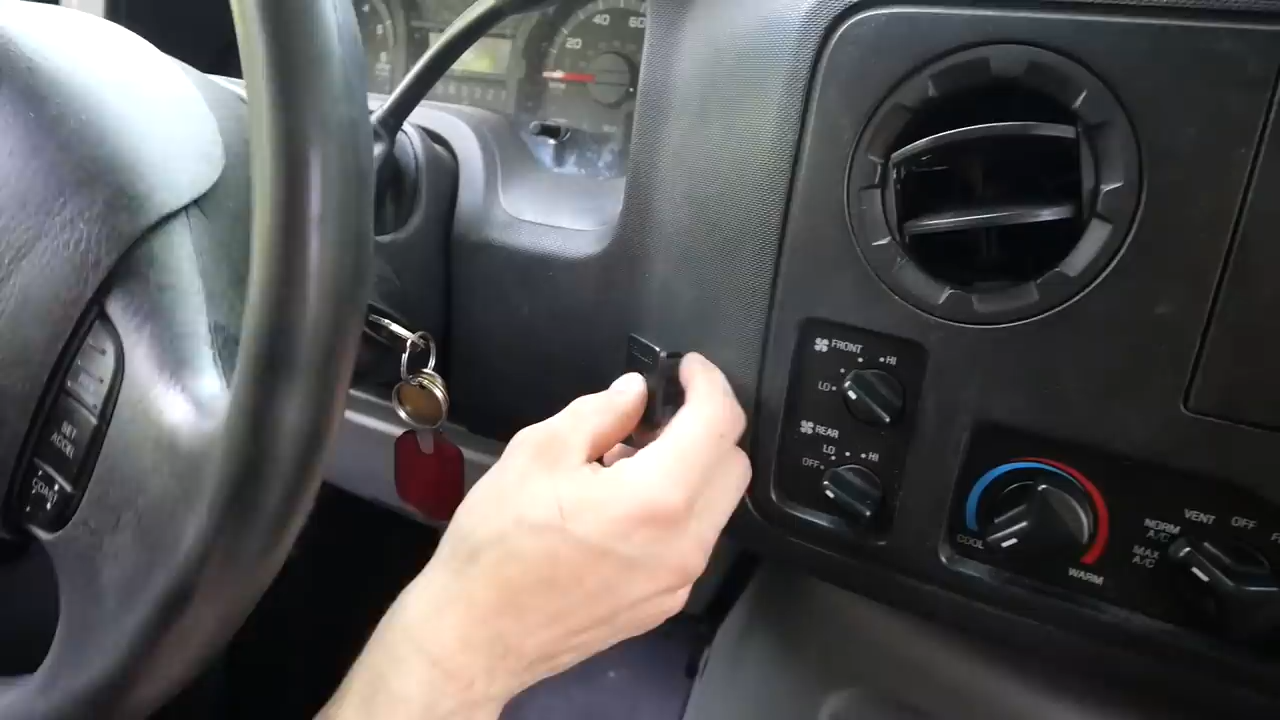 40 60
20
SET
ACCEL
COAST
FRONT
HI
LO
REAR
LO HI
OFF
COOL
WARM
VENT OFF
NORM
A/C
MAX
A/C